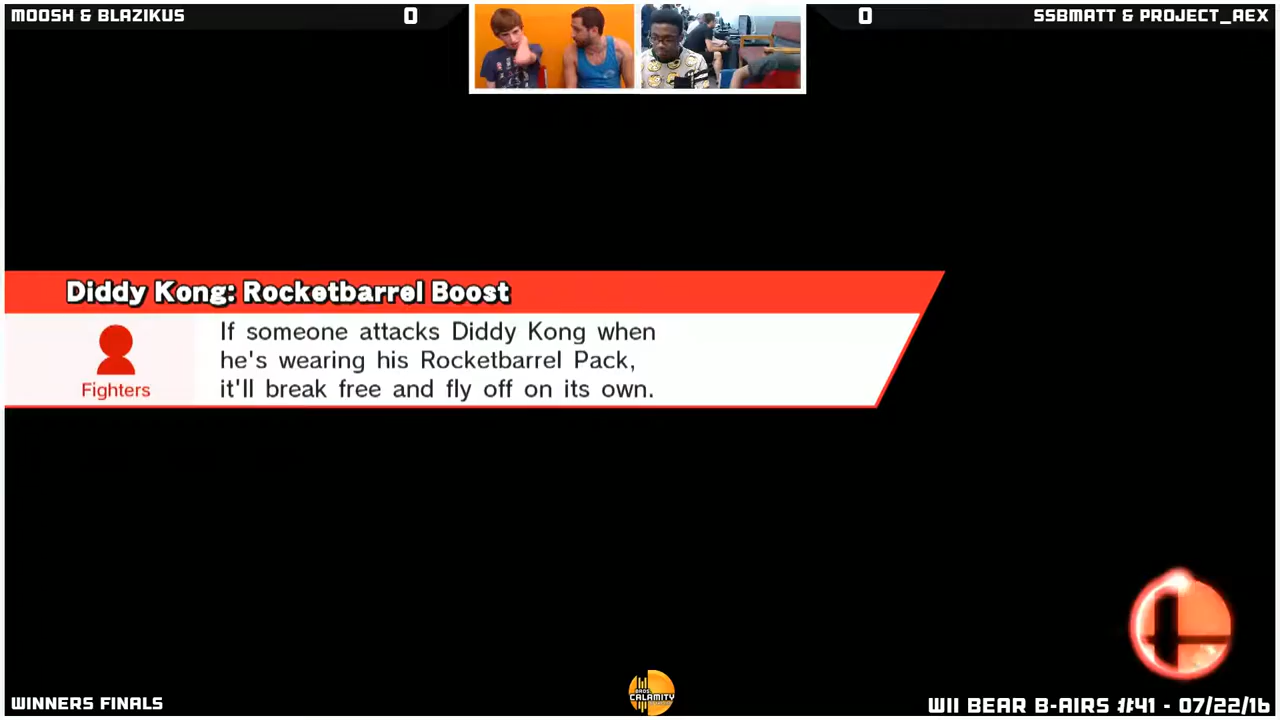 MOOSH & BLAZIKUS
0
0
SSBMATT & PROJECT_AEX
Diddy Kong: Rocketbarrel Boost
If someone attacks Diddy Kong when
he's wearing his Rocketbarrel Pack,
it'll break free and fly off on its own.
Fighters
WINNERS FINALS
CALAMITY
WII BEAR B-AIRS #41 - 07/22/16